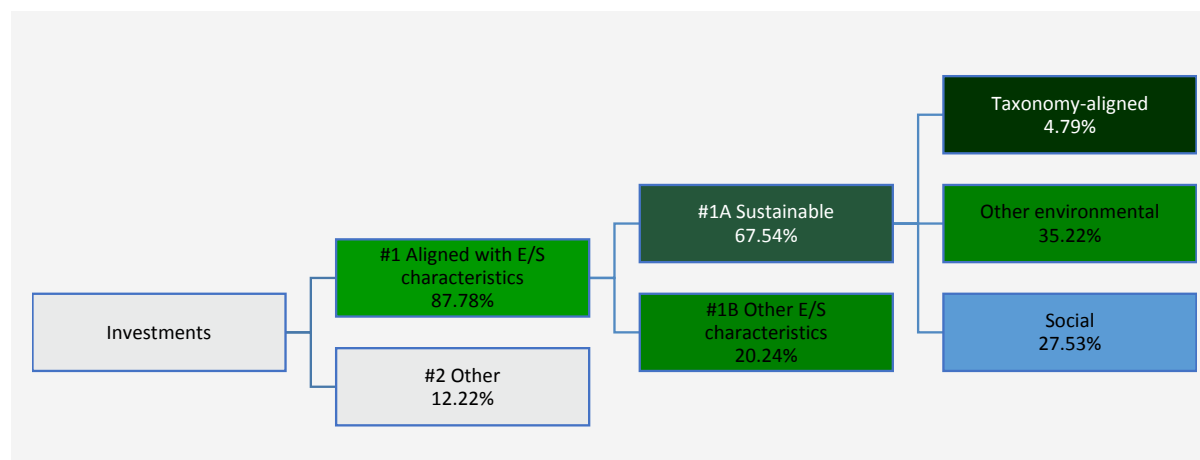 Investments
#1 Aligned with E/S
characteristics
87.78%
#2 Other
12.22%
#1A Sustainable
67.54%
#1B Other E/S
characteristics
20.24%
Taxonomy-aligned
4.79%
Other environmental
35.22%
Social
27.53%